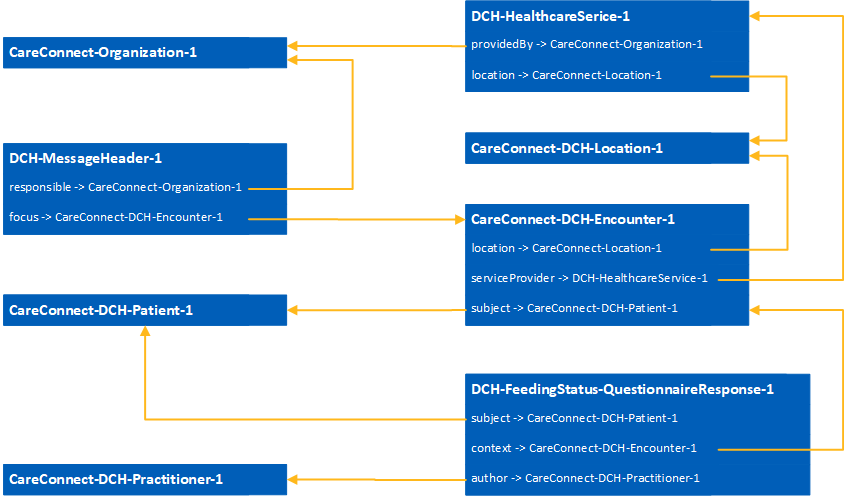 CareConnect-Organization-1
DCH-HealthcareSerice-1
providedBy -> CareConnect-Organization-1
location -> CareConnect-Location-1
CareConnect-DCH-Location-1
DCH-MessageHeader-1
responsible -> CareConnect-Organization-1
focus -> CareConnect-DCH-Encounter-1
CareConnect-DCH-Encounter-1
location -> CareConnect-Location-1
serviceProvider -> DCH-HealthcareService-1
subject -> CareConnect-DCH-Patient-1
CareConnect-DCH-Patient-1
DCH-FeedingStatus-QuestionnaireResponse-1
subject -> CareConnect-DCH-Patient-1
context -> CareConnect-DCH-Encounter-1
author -> CareConnect-DCH-Practitioner-1
CareConnect-DCH-Practitioner-1